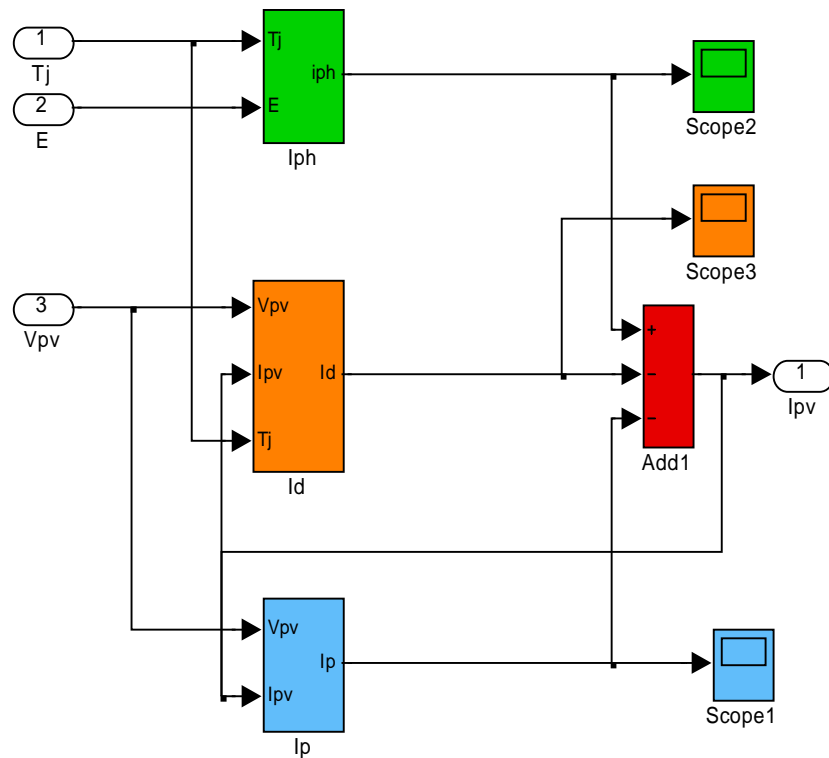 1
Tj
2
E
Tj
iph
E
Iph
Scope2
Scope3
3
Vpv
Vpv
Ipv
Id
Tj
Id
+
−
−
Add1
1
Ipv
Vpv
Ip
Ipv
Ip
Scope1